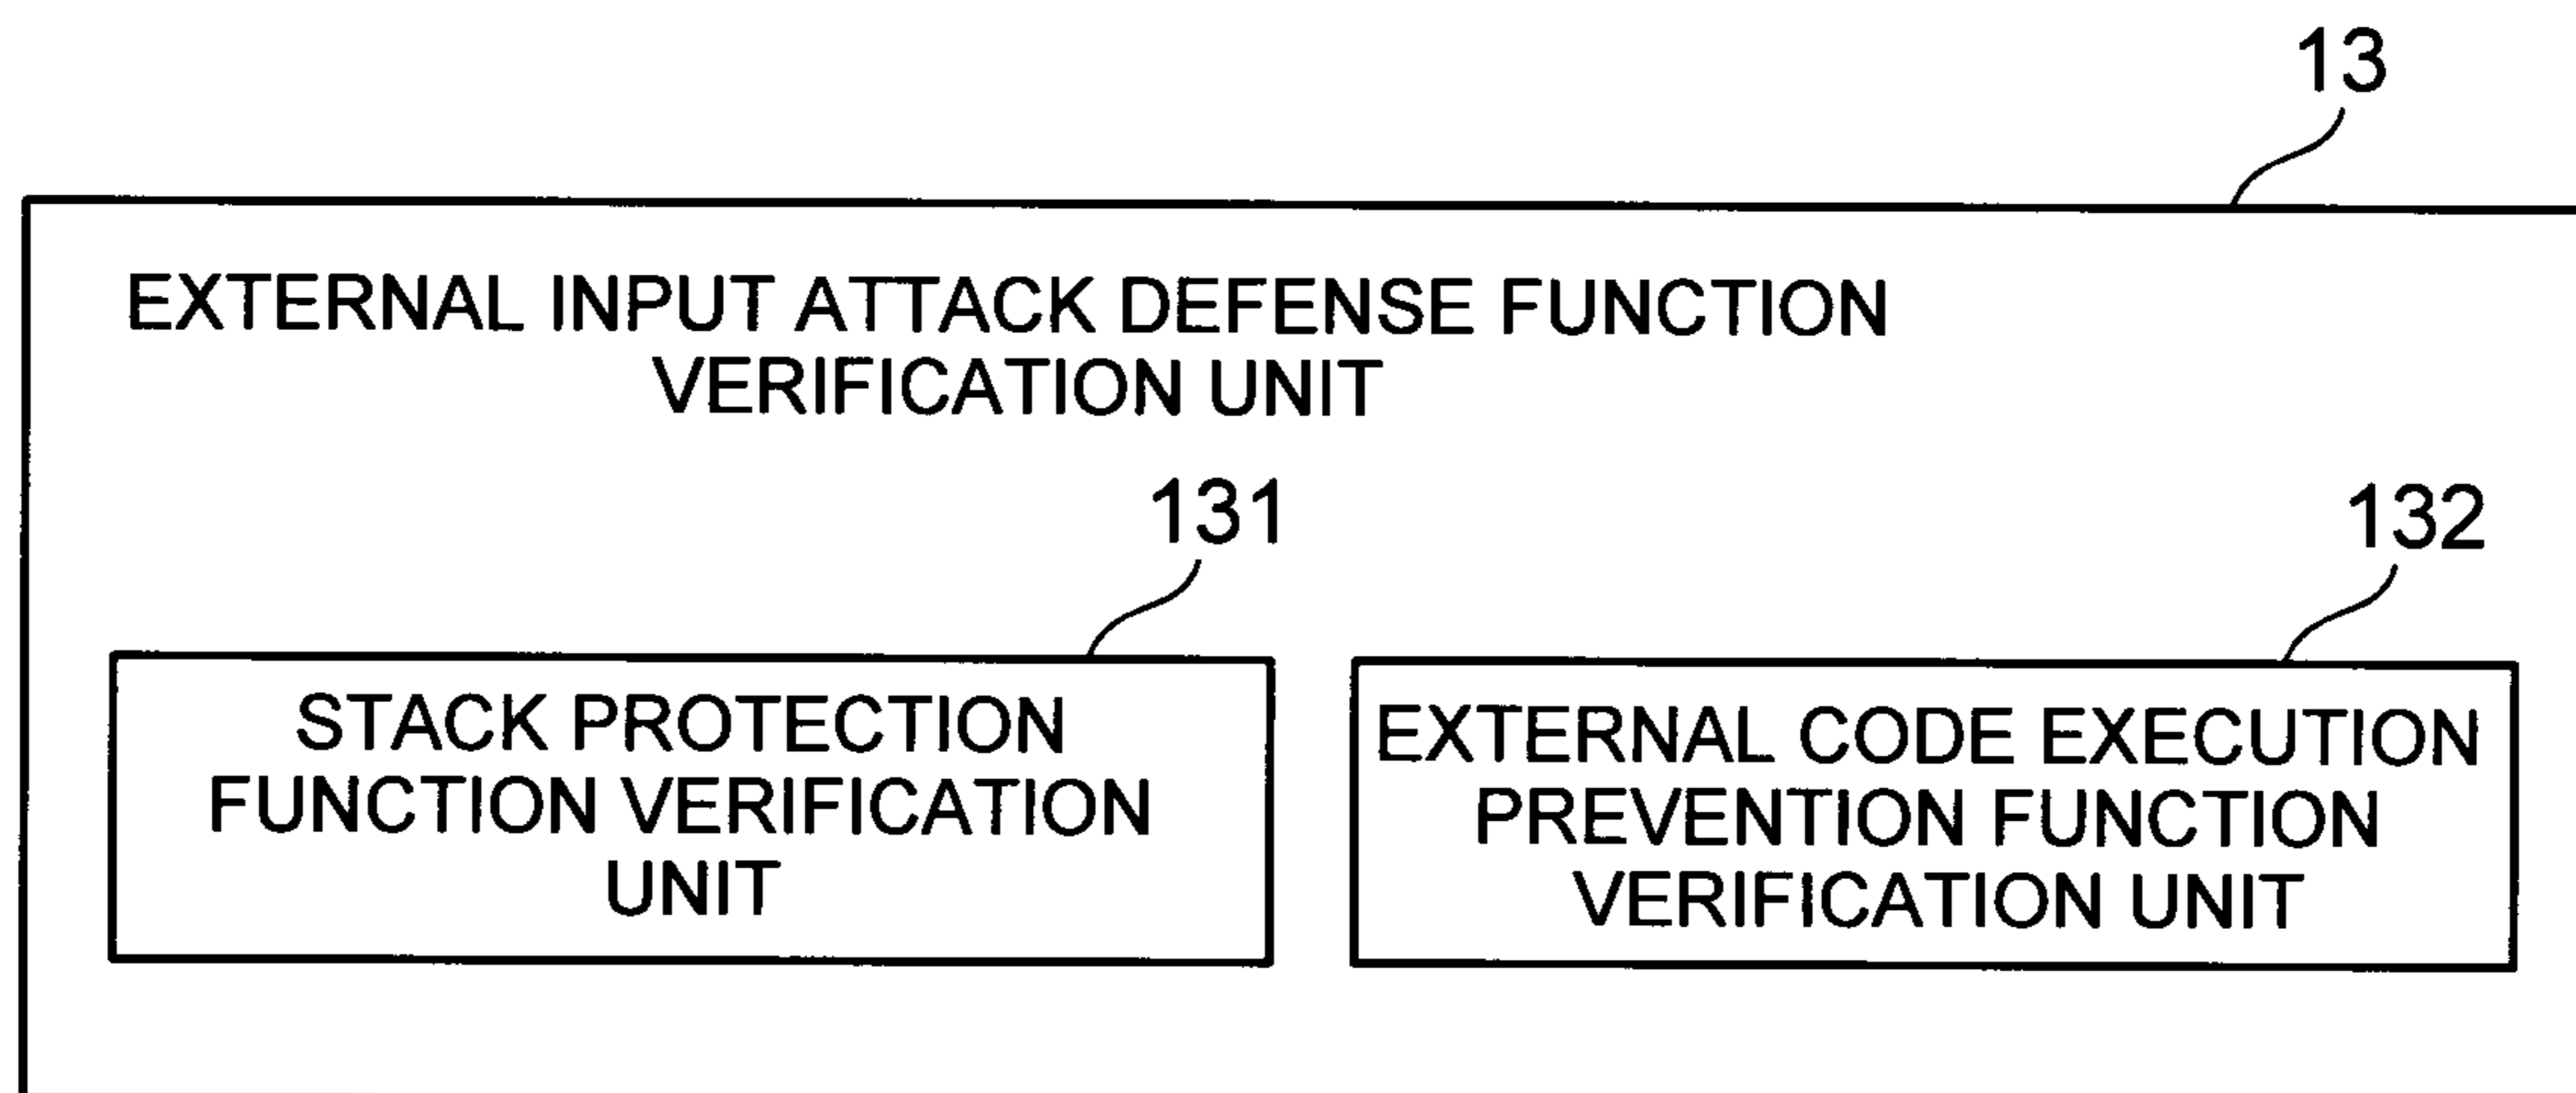 13
EXTERNAL INPUT ATTACK DEFENSE FUNCTION
VERIFICATION UNIT
131
132
STACK PROTECTION
FUNCTION VERIFICATION
UNIT
EXTERNAL CODE EXECUTION
PREVENTION FUNCTION
VERIFICATION UNIT